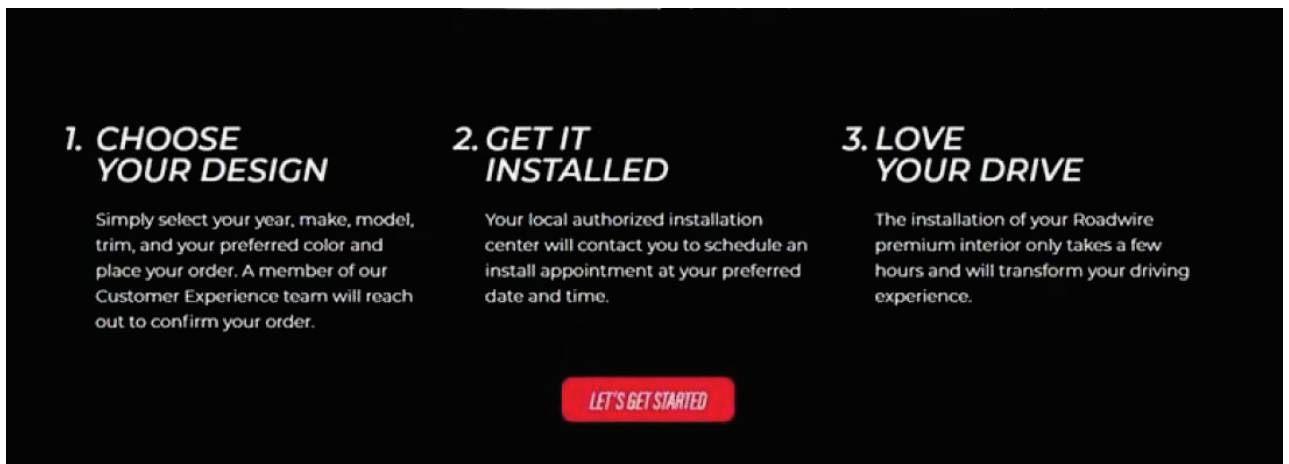 1. CHOOSE
YOUR DESIGN
Simply select your year, make, model,
trim, and your preferred color and
place your order. A member of our
Customer Experience team will reach
out to confirm your order.
2. GET IT
INSTALLED
Your local authorized installation
center will contact you to schedule an
install appointment at your preferred
date and time.
3. LOVE
YOUR DRIVE
The installation of your Roadwire
premium interior only takes a few
hours and will transform your driving
experience.
LET'S GET STARTED